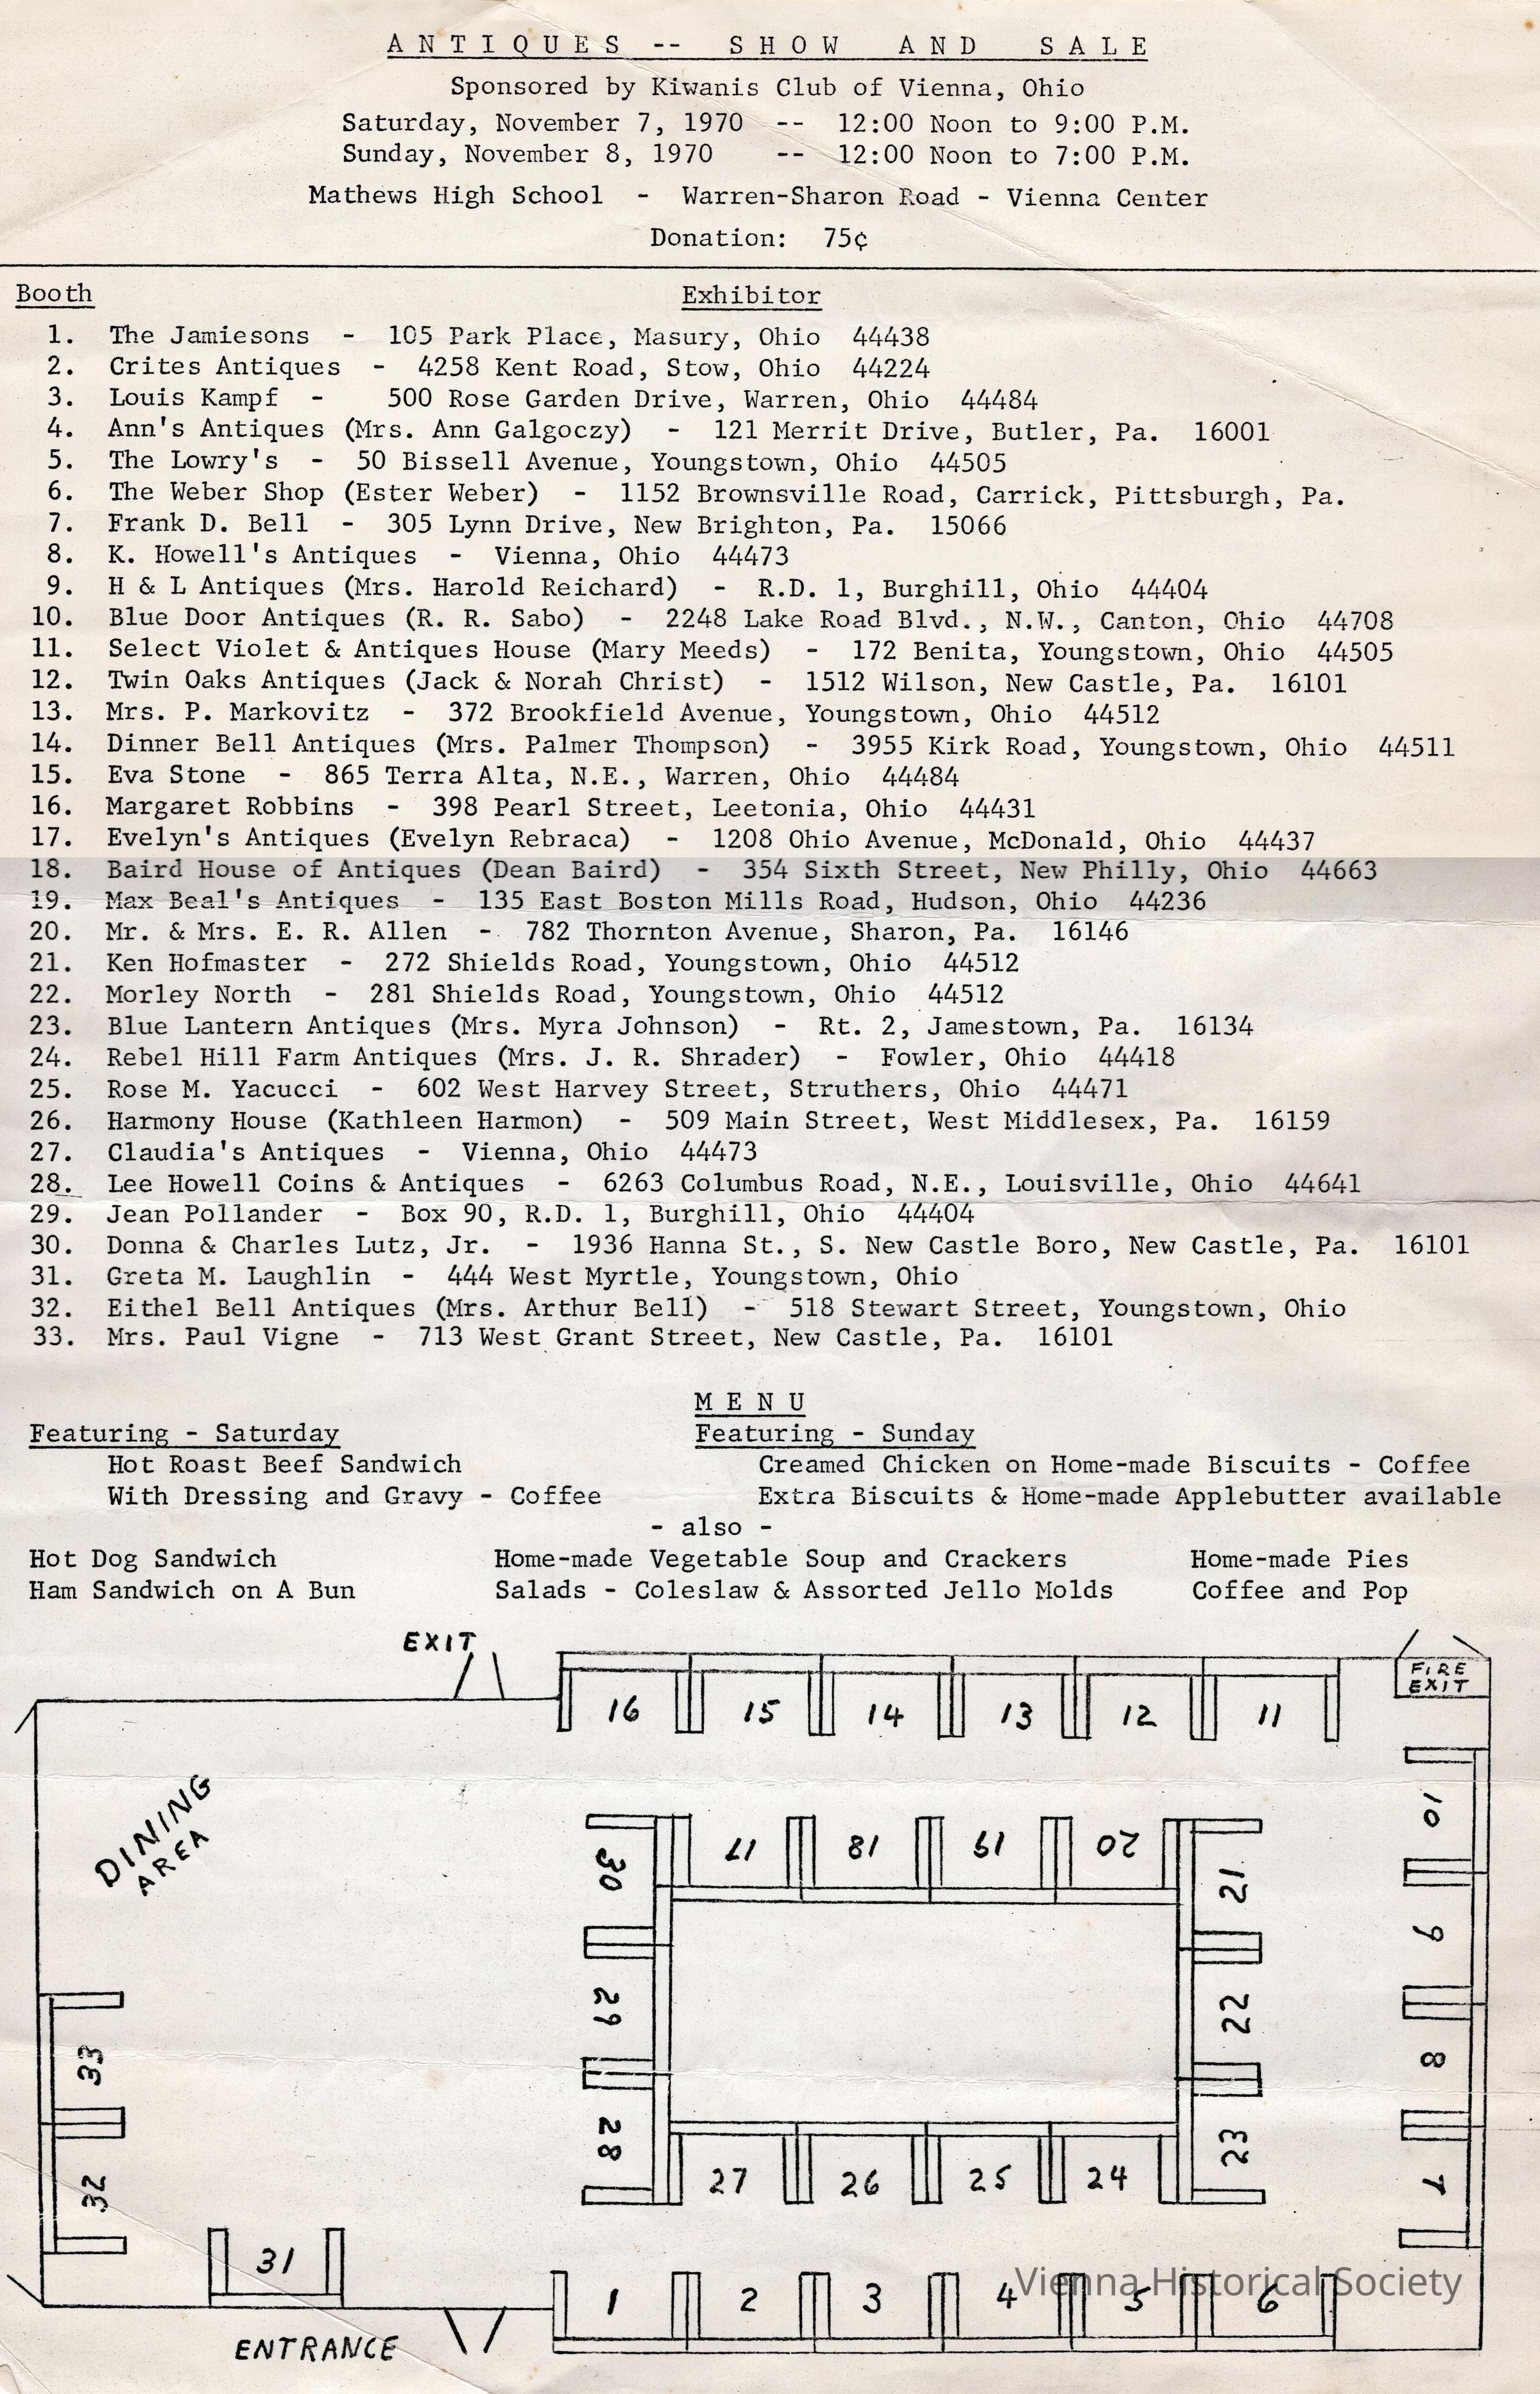 ANTIQUES -- SHOW AND SALE
Sponsored by Kiwanis Club of Vienna, Ohio
Saturday, November 7, 1970 -- 12:00 Noon to 9:00 P.M.
Sunday, November 8, 1970 -- 12:00 Noon to 7:00 P.M.
Mathews High School - Warren-Sharon Road - Vienna Center
Donation: 75¢
Booth Exhibitor
1. The Jamiesons - 105 Park Place, Masury, Ohio 44438
2. Crites Antiques - 4258 Kent Road, Stow, Ohio 44224
3. Louis Kampf - 500 Rose Garden Drive, Warren, Ohio 44484
4. Ann's Antiques (Mrs. Ann Galgoczy) - 121 Merrit Drive, Butler, Pa. 16001
5. The Lowry's - 50 Bissell Avenue, Youngstown, Ohio 44505
6. The Weber Shop (Ester Weber) - 1152 Brownsville Road, Carrick, Pittsburgh, Pa.
7. Frank D. Bell - 305 Lynn Drive, New Brighton, Pa. 15066
8. K. Howell's Antiques - Vienna, Ohio 44473
9. H & L Antiques (Mrs. Harold Reichard) - R.D. 1, Burghill, Ohio 44404
10. Blue Door Antiques (R. R. Sabo) - 2248 Lake Road Blvd., N.W., Canton, Ohio 44708
11. Select Violet & Antiques House (Mary Meeds) - 172 Benita, Youngstown, Ohio 44505
12. Twin Oaks Antiques (Jack & Norah Christ) - 1512 Wilson, New Castle, Pa. 16101
13. Mrs. P. Markovitz - 372 Brookfield Avenue, Youngstown, Ohio 44512
14. Dinner Bell Antiques (Mrs. Palmer Thompson) - 3955 Kirk Road, Youngstown, Ohio 44511
15. Eva Stone - 865 Terra Alta, N.E., Warren, Ohio 44484
16. Margaret Robbins - 398 Pearl Street, Leetonia, Ohio 44431
17. Evelyn's Antiques (Evelyn Rebraca) - 1208 Ohio Avenue, McDonald, Ohio 44437
18. Baird House of Antiques (Dean Baird) - 354 Sixth Street, New Philly, Ohio 44663
19. Max Beal's Antiques - 135 East Boston Mills Road, Hudson, Ohio 44236
20. Mr. & Mrs. E. R. Allen - 782 Thornton Avenue, Sharon, Pa. 16146
21. Ken Hofmaster - 272 Shields Road, Youngstown, Ohio 44512
22. Morley North - 281 Shields Road, Youngstown, Ohio 44512
23. Blue Lantern Antiques (Mrs. Myra Johnson) - Rt. 2, Jamestown, Pa. 16134
24. Rebel Hill Farm Antiques (Mrs. J. R. Shrader) - Fowler, Ohio 44418
25. Rose M. Yacucci - 602 West Harvey Street, Struthers, Ohio 44471
26. Harmony House (Kathleen Harmon) - 509 Main Street, West Middlesex, Pa. 16159
27. Claudia's Antiques - Vienna, Ohio 44473
28. Lee Howell Coins & Antiques - 6263 Columbus Road, N.E., Louisville, Ohio 44641
29. Jean Pollander - Box 90, R.D. 1, Burghill, Ohio 44404
30. Donna & Charles Lutz, Jr. - 1936 Hanna St., S. New Castle Boro, New Castle, Pa. 16101
31. Greta M. Laughlin - 444 West Myrtle, Youngstown, Ohio
32. Eithel Bell Antiques (Mrs. Arthur Bell) - 518 Stewart Street, Youngstown, Ohio
33. Mrs. Paul Vigne - 713 West Grant Street, New Castle, Pa. 16101
MENU
Featuring - Saturday Featuring - Sunday
Hot Roast Beef Sandwich Creamed Chicken on Home-made Biscuits - Coffee
With Dressing and Gravy - Coffee Extra Biscuits & Home-made Applebutter available
- also -
Hot Dog Sandwich Home-made Vegetable Soup and Crackers Home-made Pies
Ham Sandwich on A Bun Salads - Coleslaw & Assorted Jello Molds Coffee and Pop
EXIT
FIRE
EXIT
16 15 14 13 12 11
DINING
AREA
10
30 17 18 19 20 21
9
29 22
33 8
28 23
32 27 26 25 24 7
31
1 2 3 4 5 6
Vienna Historical Society
ENTRANCE